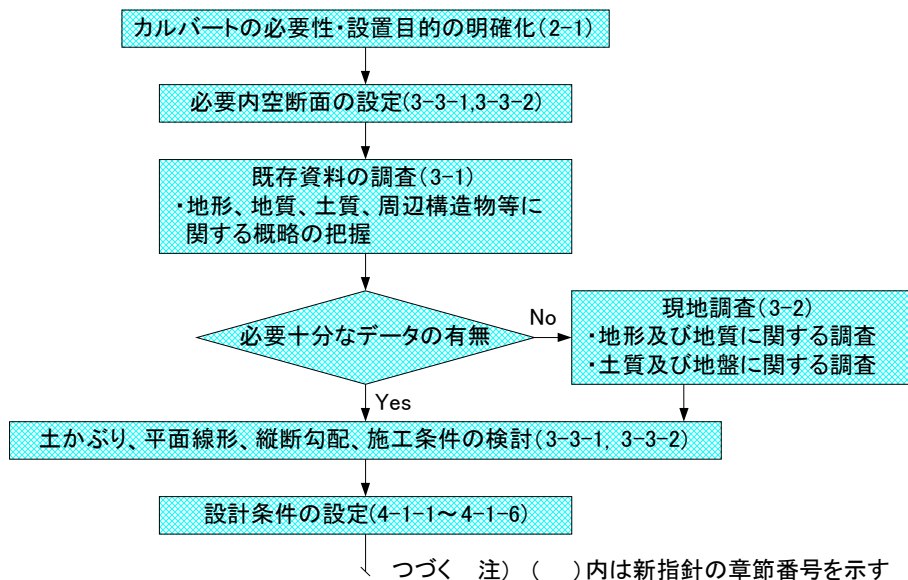 カルバートの必要性・設置目的の明確化(2-1)
必要内空断面の設定(3-3-1,3-3-2)
既存資料の調査(3-1)
・地形、地質、土質、周辺構造物等に
関する概略の把握
必要十分なデータの有無
No
現地調査(3-2)
・地形及び地質に関する調査
・土質及び地盤に関する調査
Yes
土かぶり、平面線形、縦断勾配、施工条件の検討(3-3-1, 3-3-2)
設計条件の設定(4-1-1~4-1-6)
つづく 注) ( )内は新指針の章節番号を示す